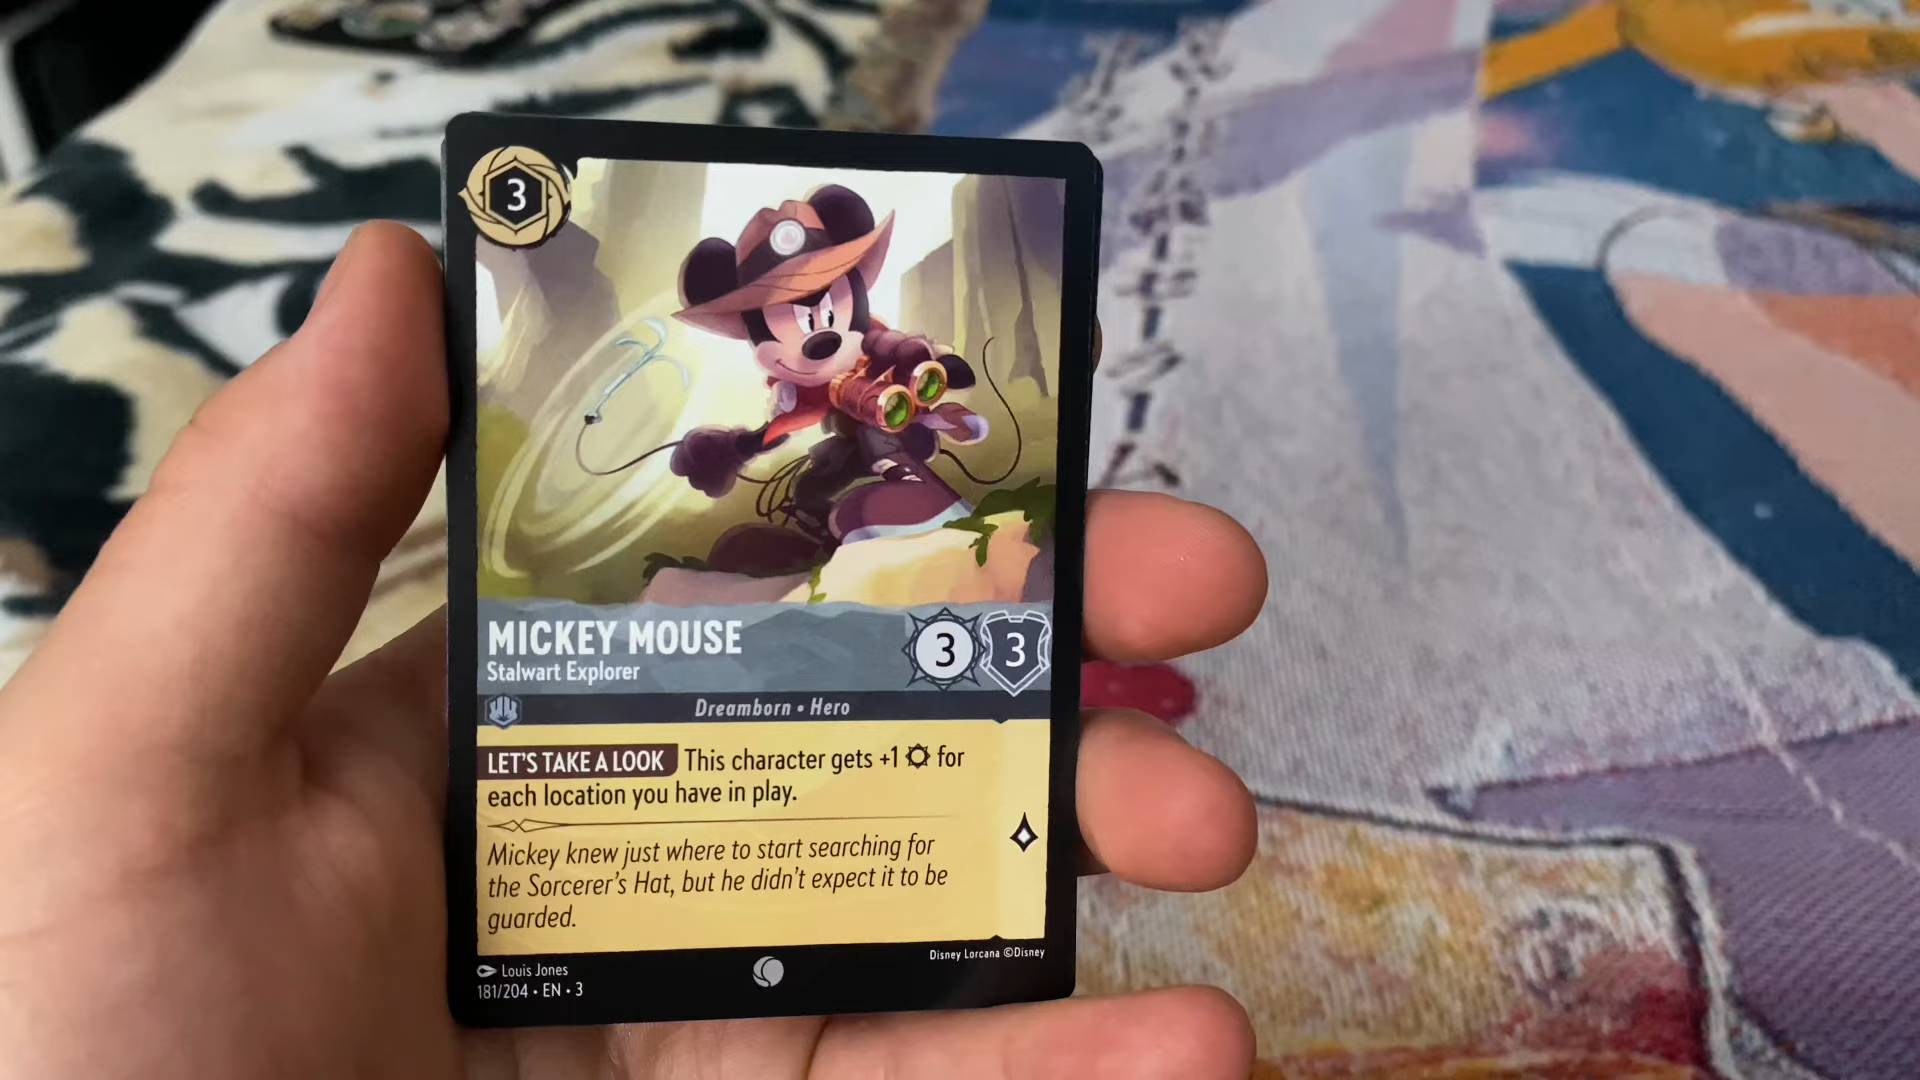 3
MICKEY MOUSE
Stalwart Explorer
3 3
Dreamborn • Hero
LET'S TAKE A LOOK This character gets +1 for
each location you have in play.
Mickey knew just where to start searching for
the Sorcerer's Hat, but he didn't expect it to be
guarded.
Disney Lorcana ©Disney
Louis Jones
181/204 • EN • 3